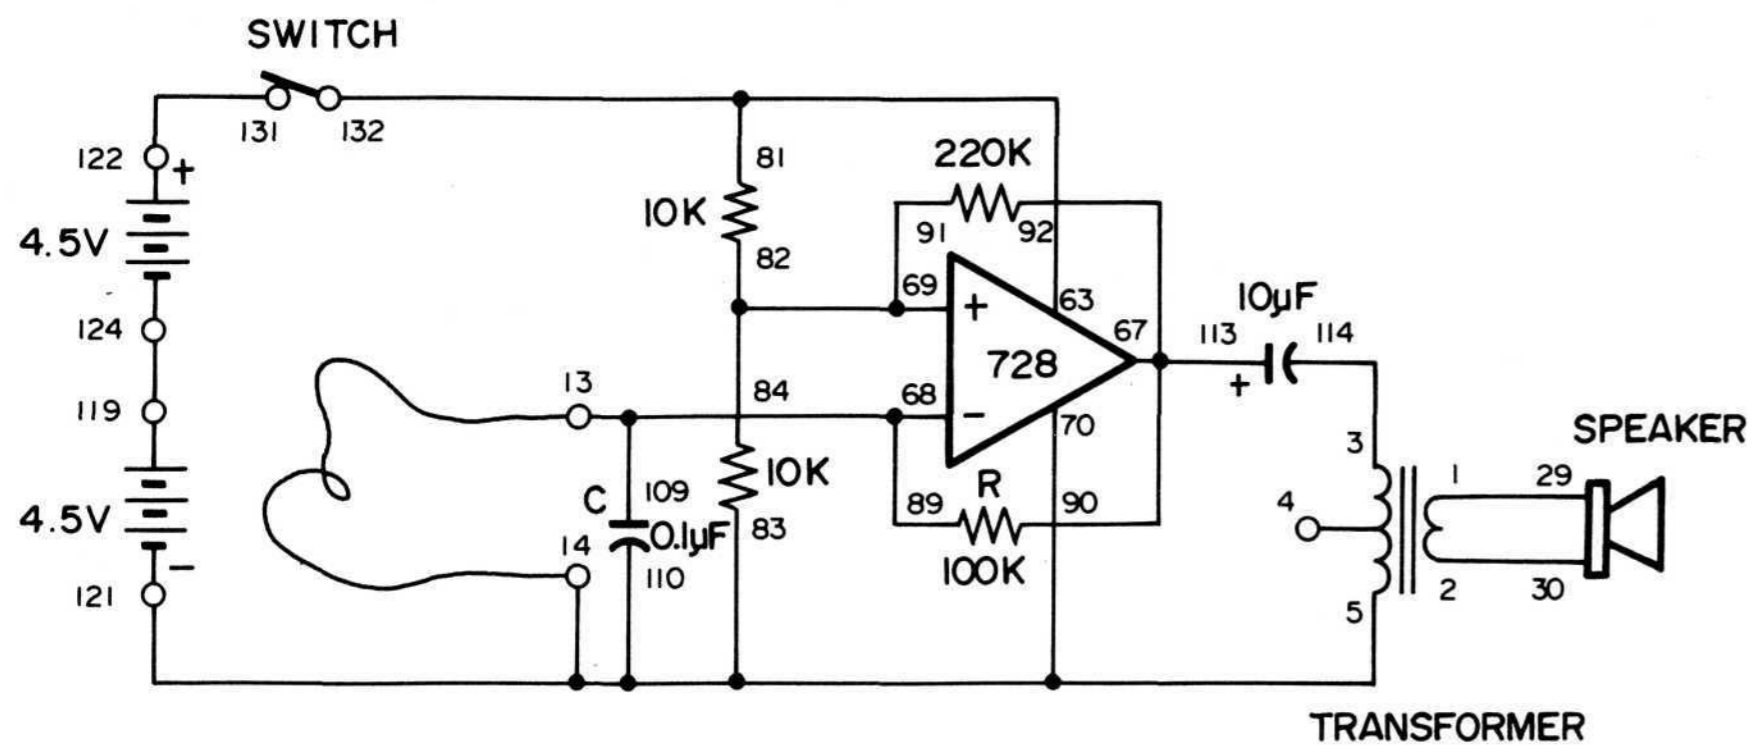 SWITCH
131 132
122 +
4.5V
124
119
4.5V
121 −
13
14
C 109
0.1µF
110
81
10K
82
84
10K
83
220K
91 92
69 + 63
728 67
68 − 70
89 R 90
100K
10µF
113 114
+
3
4
5
1
2
SPEAKER
29
30
TRANSFORMER